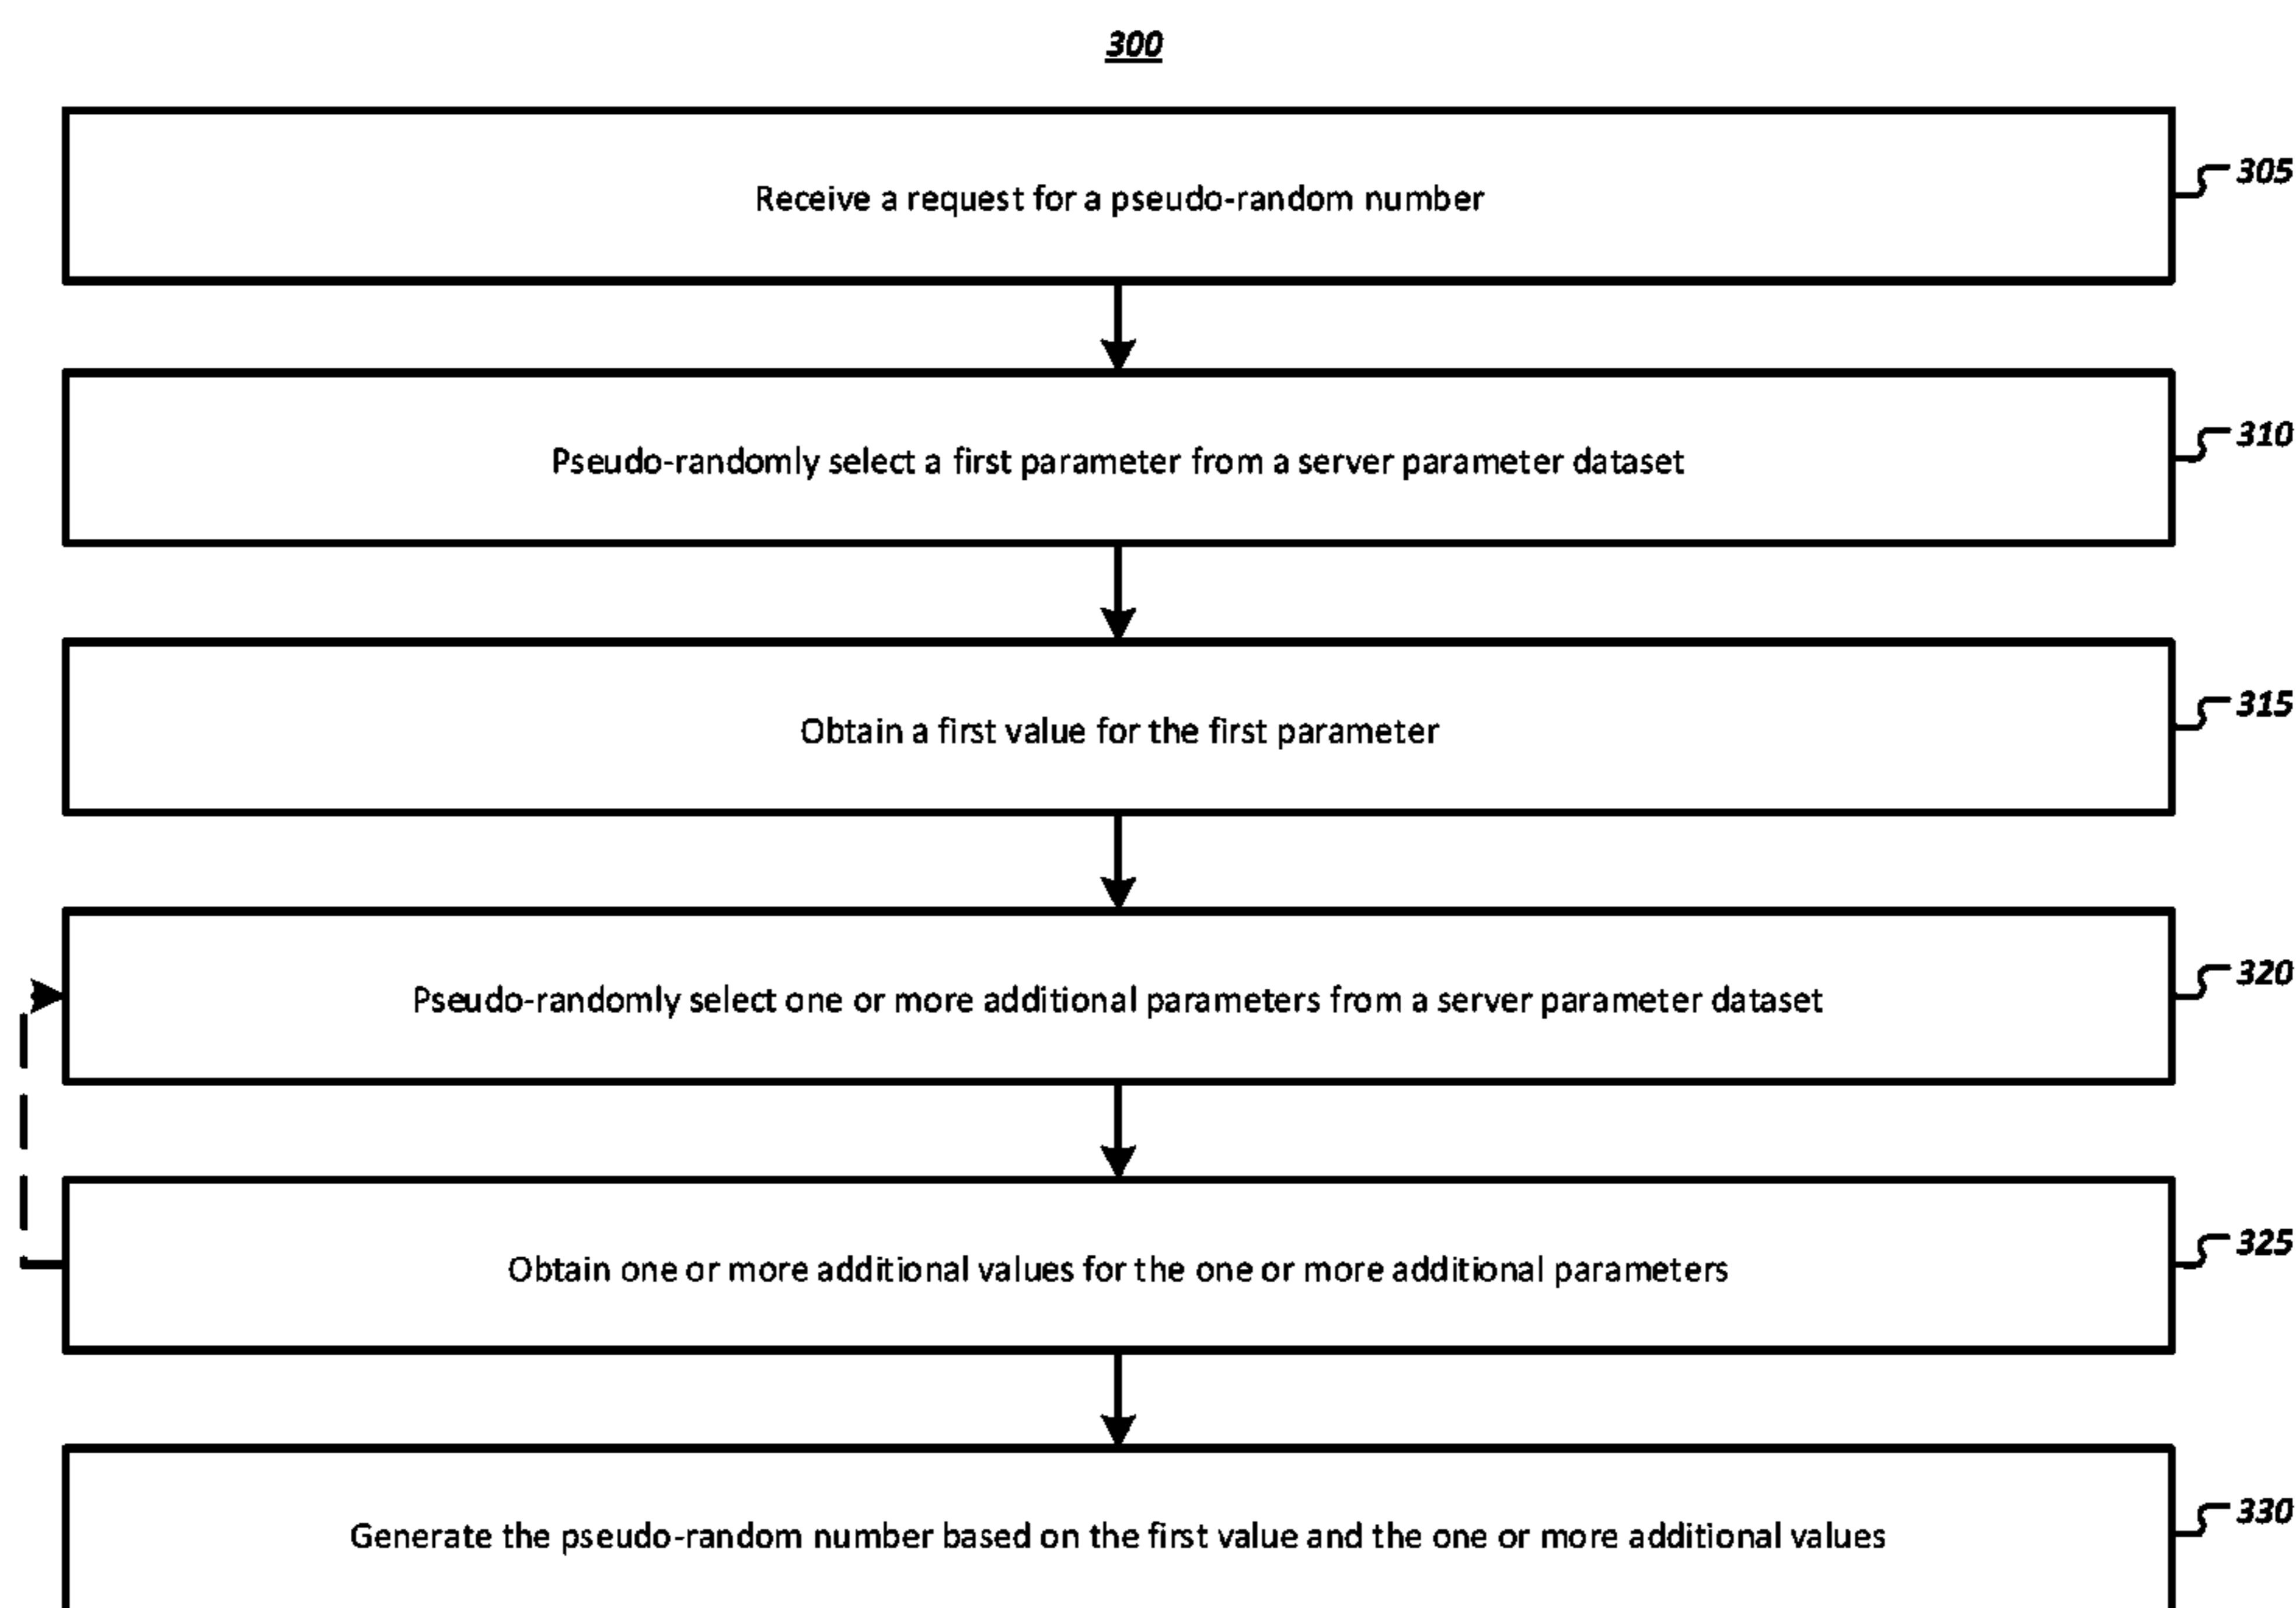 300
Receive a request for a pseudo-random number
305
Pseudo-randomly select a first parameter from a server parameter dataset
310
Obtain a first value for the first parameter
315
Pseudo-randomly select one or more additional parameters from a server parameter dataset
320
Obtain one or more additional values for the one or more additional parameters
325
Generate the pseudo-random number based on the first value and the one or more additional values
330